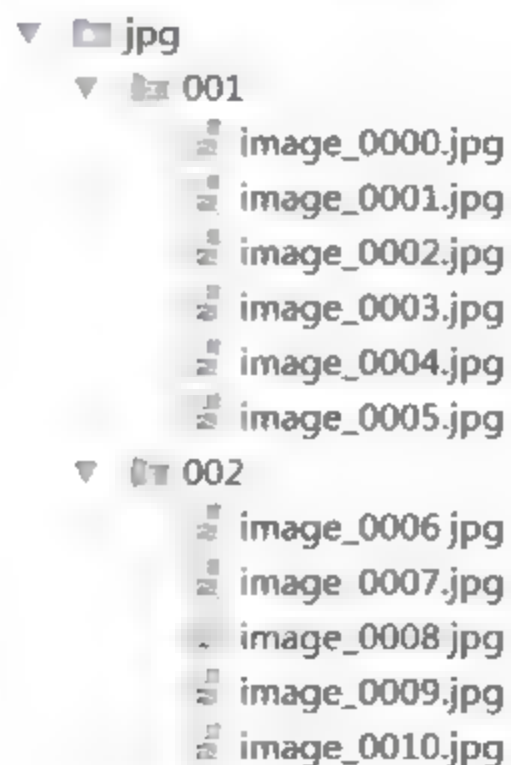 jpg
001
image_0000.jpg
image_0001.jpg
image_0002.jpg
image_0003.jpg
image_0004.jpg
image_0005.jpg
002
image_0006 jpg
image 0007.jpg
image_0008 jpg
image_0009.jpg
image_0010.jpg